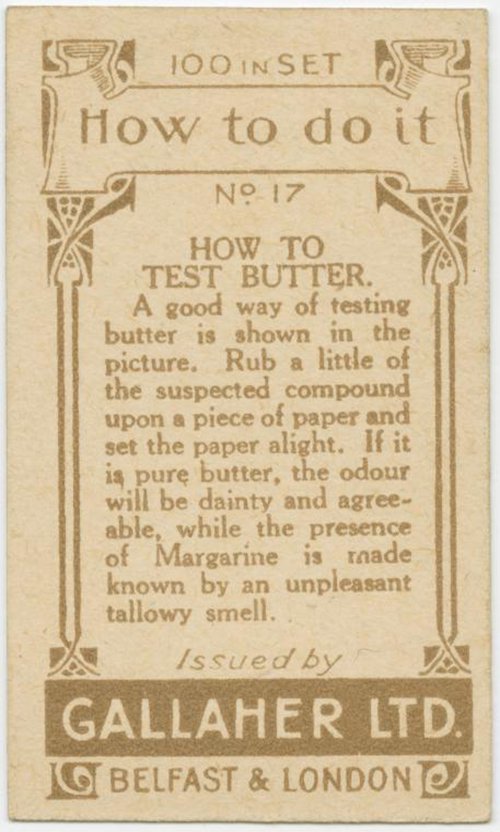 100 IN SET
How to do it
No. 17
HOW TO
TEST BUTTER.
A good way of testing
butter is shown in the
picture. Rub a little of
the suspected compound
upon a piece of paper and
set the paper alight. If it
is pure butter, the odour
will be dainty and agree-
able, while the presence
of Margarine is made
known by an unpleasant
tallowy smell.
Issued by
GALLAHER LTD.
BELFAST & LONDON